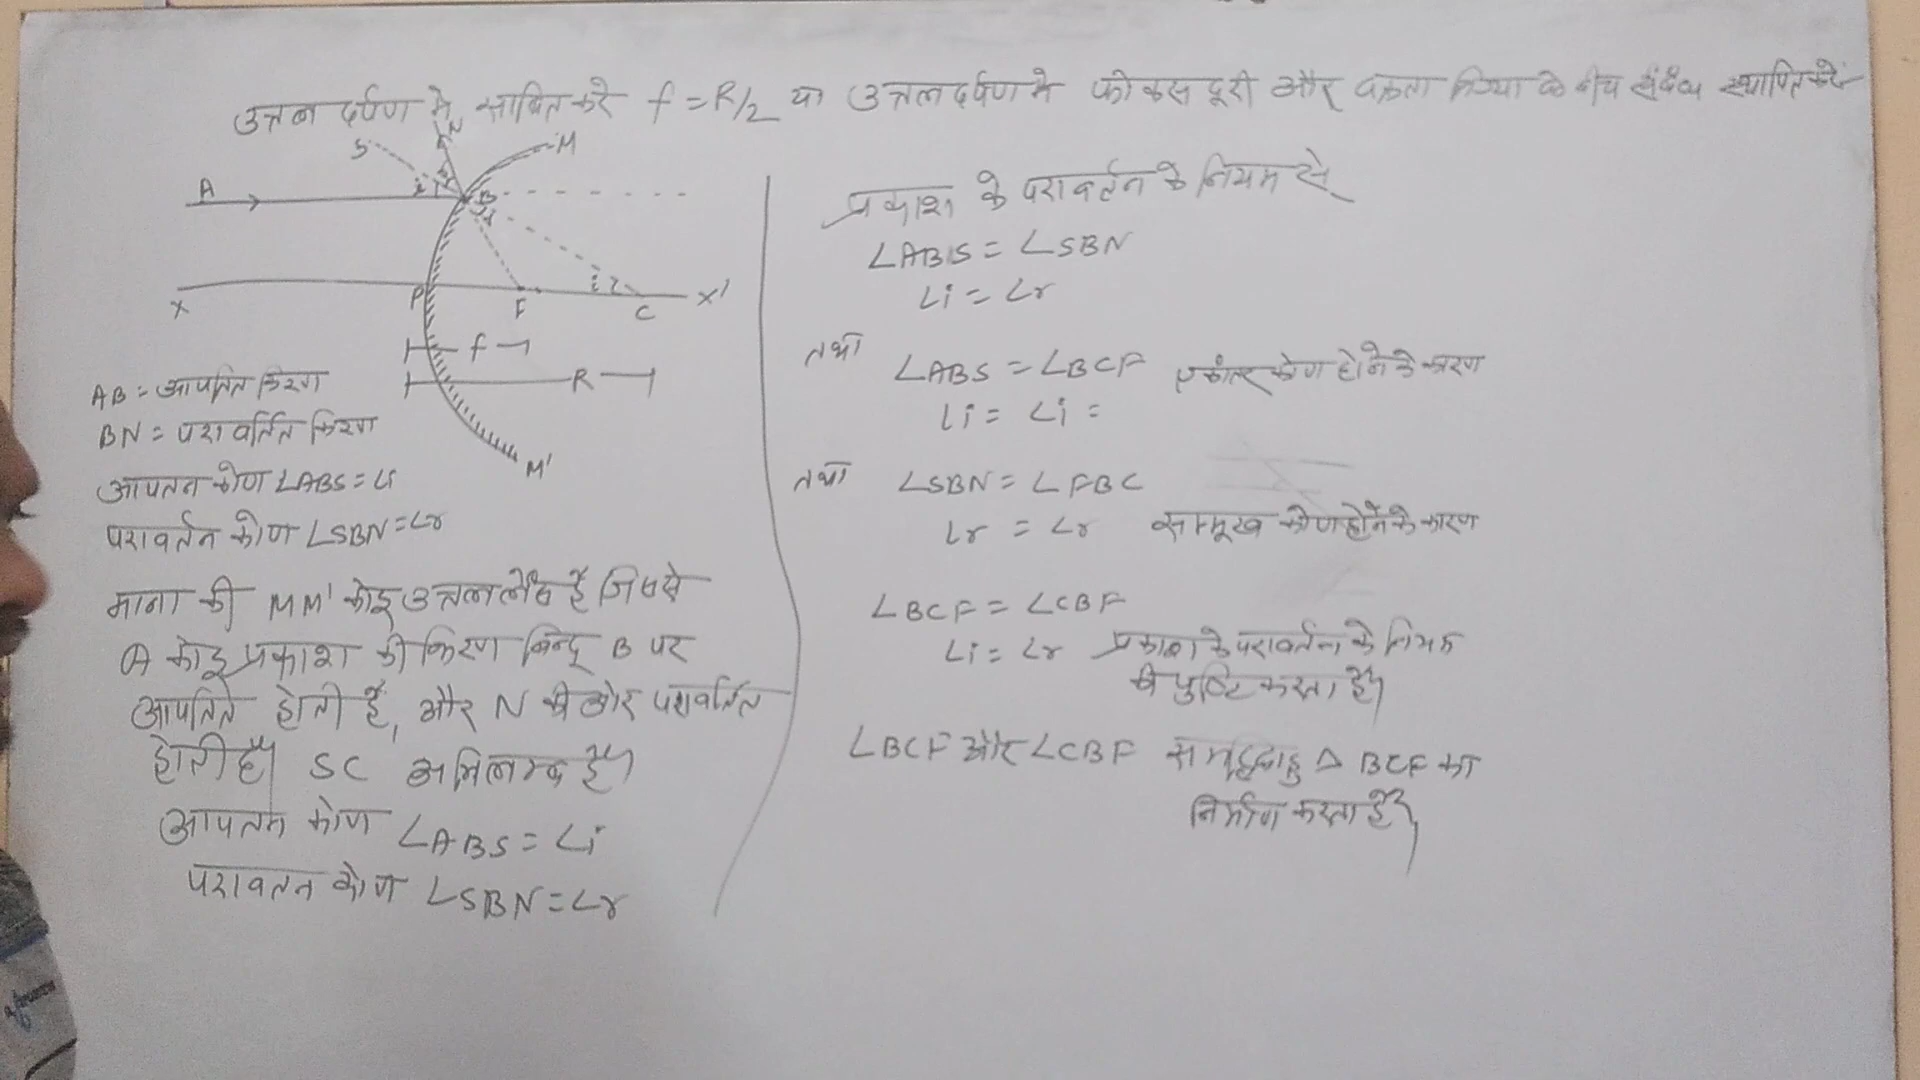 उत्तल दर्पण मे साबित करे f = R/2 या उत्तल दर्पण मे फोकस दूरी और वक्रता त्रिज्या के बीच संबंध स्थापित करे
S N M
A i r B
r
i
X P F C X'
f
R
M'
AB = आपतित किरण
BN = परावर्तित किरण
आपतन कोण ∠ABS = ∠i
परावर्तन कोण ∠SBN = ∠r
माना की MM' कोइ उत्तल लेंस है जिससे
A कोइ प्रकाश की किरण बिन्दू B पर
आपतित होती है, और N की ओर परावर्तित
होती है। SC अभिलम्ब है।
आपतन कोण ∠ABS = ∠i
परावतन कोण ∠SBN = ∠r
प्रकाश के परावर्तन के नियम से
∠ABS = ∠SBN
∠i = ∠r
तथा ∠ABS = ∠BCF एकांतर कोण होने के कारण
∠i = ∠i =
तथा ∠SBN = ∠FBC
∠r = ∠r सम्मूख कोण होने के कारण
∠BCF = ∠CBF
∠i = ∠r प्रकाश के परावर्तन के नियम
की पुष्टि करता है।
∠BCF और ∠CBF समद्विबाहु △ BCF का
निर्माण करता है।